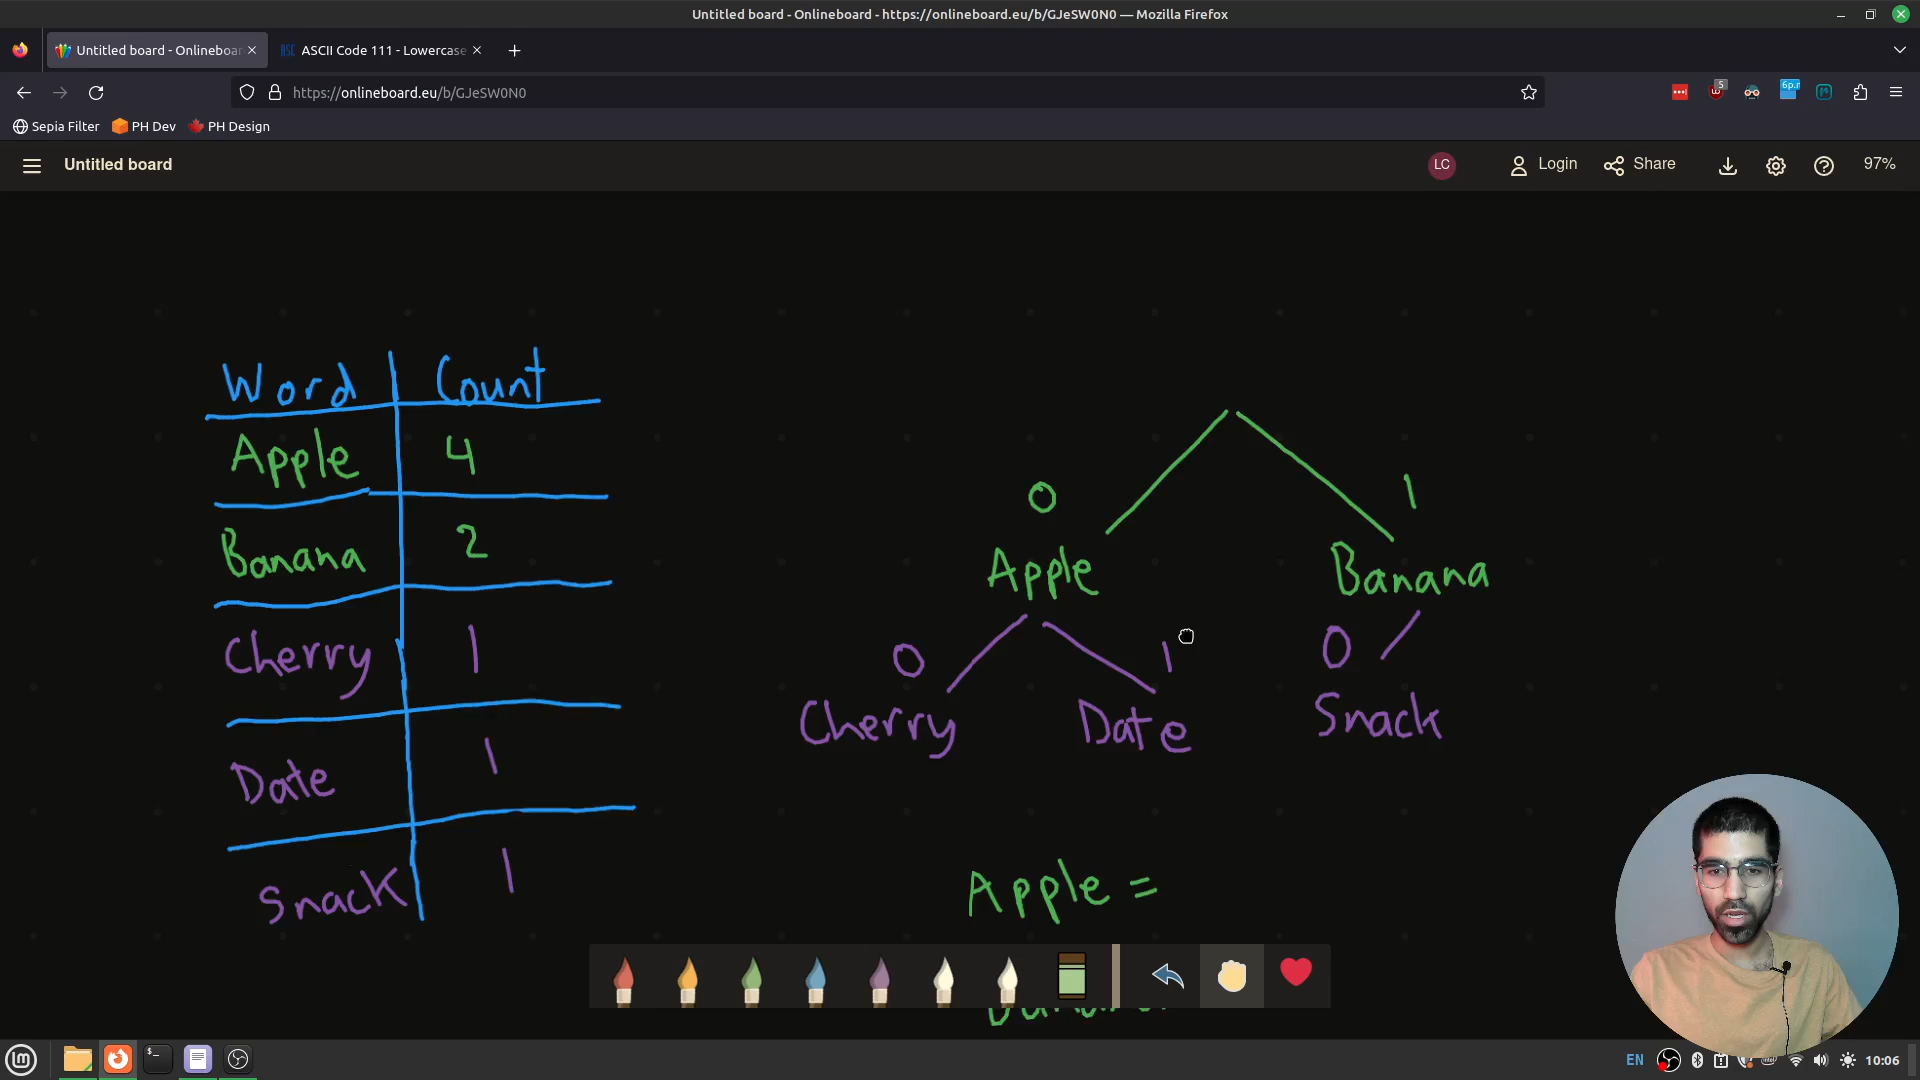 Untitled board - Onlineboard - https://onlineboard.eu/b/GJeSW0N0 — Mozilla Firefox
Untitled board - Onlineboar
ASCII Code 111 - Lowercase
https://onlineboard.eu/b/GJeSW0N0
5
6p.r
Sepia Filter
PH Dev
PH Design
Untitled board
LC
Login
Share
97%
Word Count
Apple 4
Banana 2
Cherry 1
Date 1
Snack 1
0 1
Apple Banana
0 1 0
Cherry Date Snack
Apple =
EN
10:06